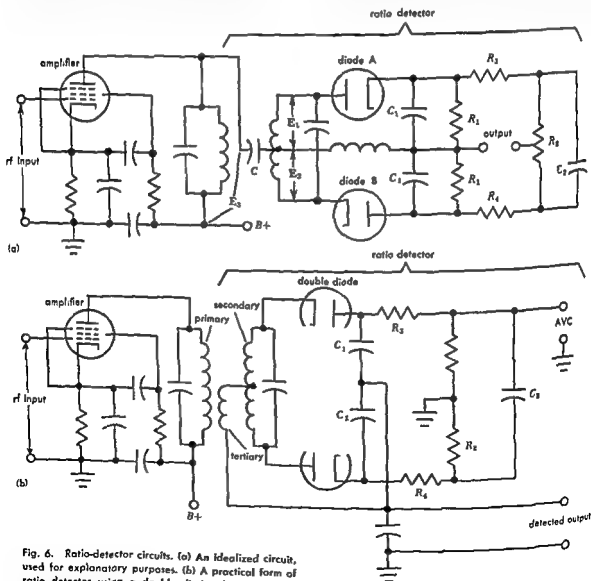 ratio detector
amplifier
diode A
R3
C1
R1
E1
rf Input
output
R2
C
E2
C1
R1
C2
diode B
E3
R4
B+
(a)
ratio detector
double diode
amplifier
secondary
primary
AVC
R3
C1
rf Input
C2
C1
R2
tertiary
R4
(b)
B+
detected output
Fig. 6. Ratio-detector circuits. (a) An idealized circuit,
used for explanatory purposes. (b) A practical form of